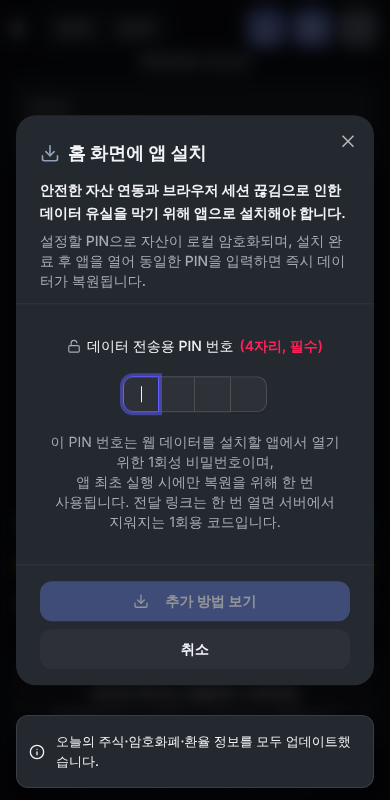 홈 화면에 앱 설치
안전한 자산 연동과 브라우저 세션 끊김으로 인한
데이터 유실을 막기 위해 앱으로 설치해야 합니다.
설정할 PIN으로 자산이 로컬 암호화되며, 설치 완
료 후 앱을 열어 동일한 PIN을 입력하면 즉시 데이
터가 복원됩니다.
데이터 전송용 PIN 번호 (4자리, 필수)
이 PIN 번호는 웹 데이터를 설치할 앱에서 열기
위한 1회성 비밀번호이며,
앱 최초 실행 시에만 복원을 위해 한 번
사용됩니다. 전달 링크는 한 번 열면 서버에서
지워지는 1회용 코드입니다.
추가 방법 보기
취소
오늘의 주식·암호화폐·환율 정보를 모두 업데이트했
습니다.